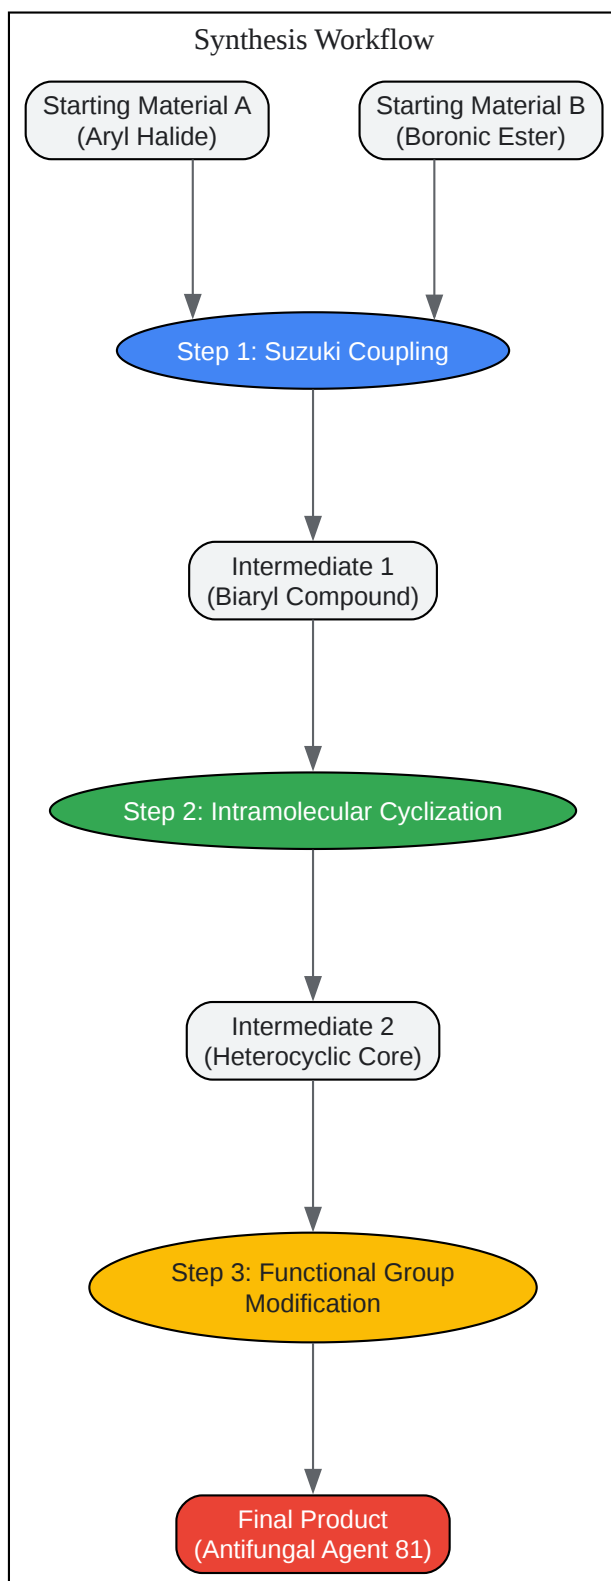 Synthesis Workflow
Starting Material A
(Aryl Halide)
Starting Material B
(Boronic Ester)
Step 1: Suzuki Coupling
Intermediate 1
(Biaryl Compound)
Step 2: Intramolecular Cyclization
Intermediate 2
(Heterocyclic Core)
Step 3: Functional Group
Modification
Final Product
(Antifungal Agent 81)